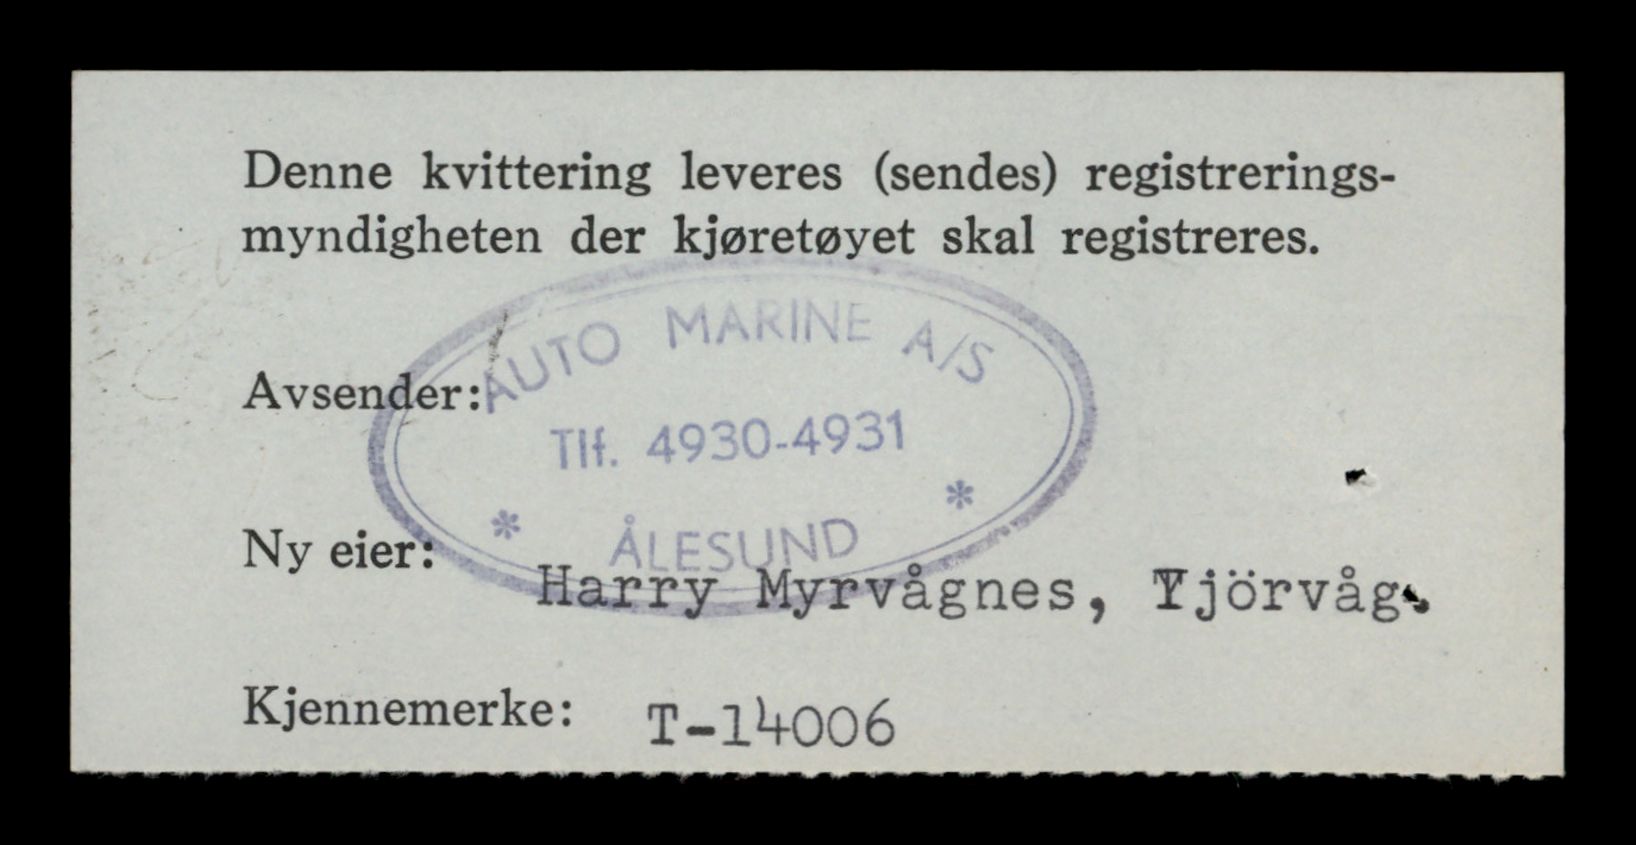 Denne kvittering leveres (sendes) registrerings-
myndigheten der kjøretøyet skal registreres.
AUTO MARINE A/S
Avsender:
Tlf. 4930-4931
* *
ÅLESUND
Ny eier:
Harry Myrvågnes, Tjörvåg.
Kjennemerke: T-14006